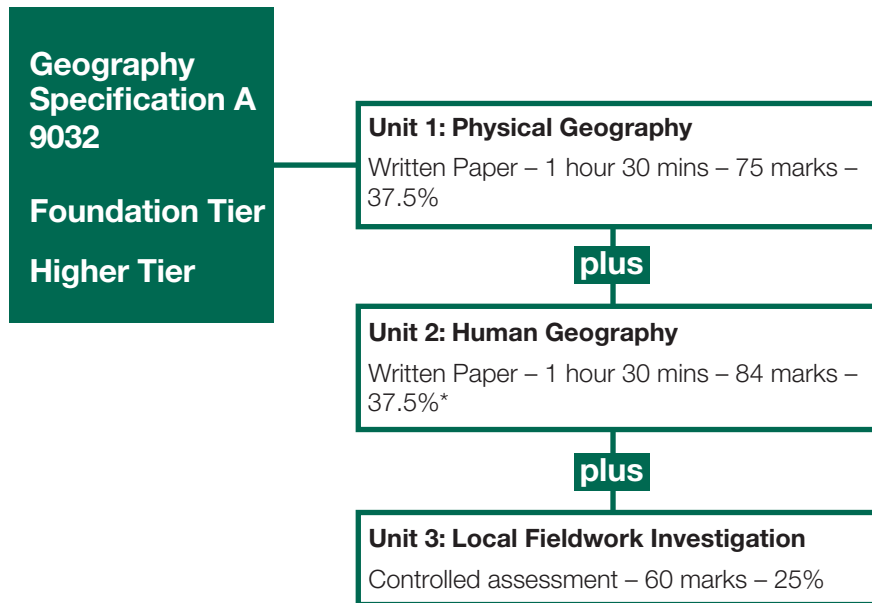 Geography
Specification A
9032
Foundation Tier
Higher Tier
Unit 1: Physical Geography
Written Paper – 1 hour 30 mins – 75 marks –
37.5%
plus
Unit 2: Human Geography
Written Paper – 1 hour 30 mins – 84 marks –
37.5%*
plus
Unit 3: Local Fieldwork Investigation
Controlled assessment – 60 marks – 25%